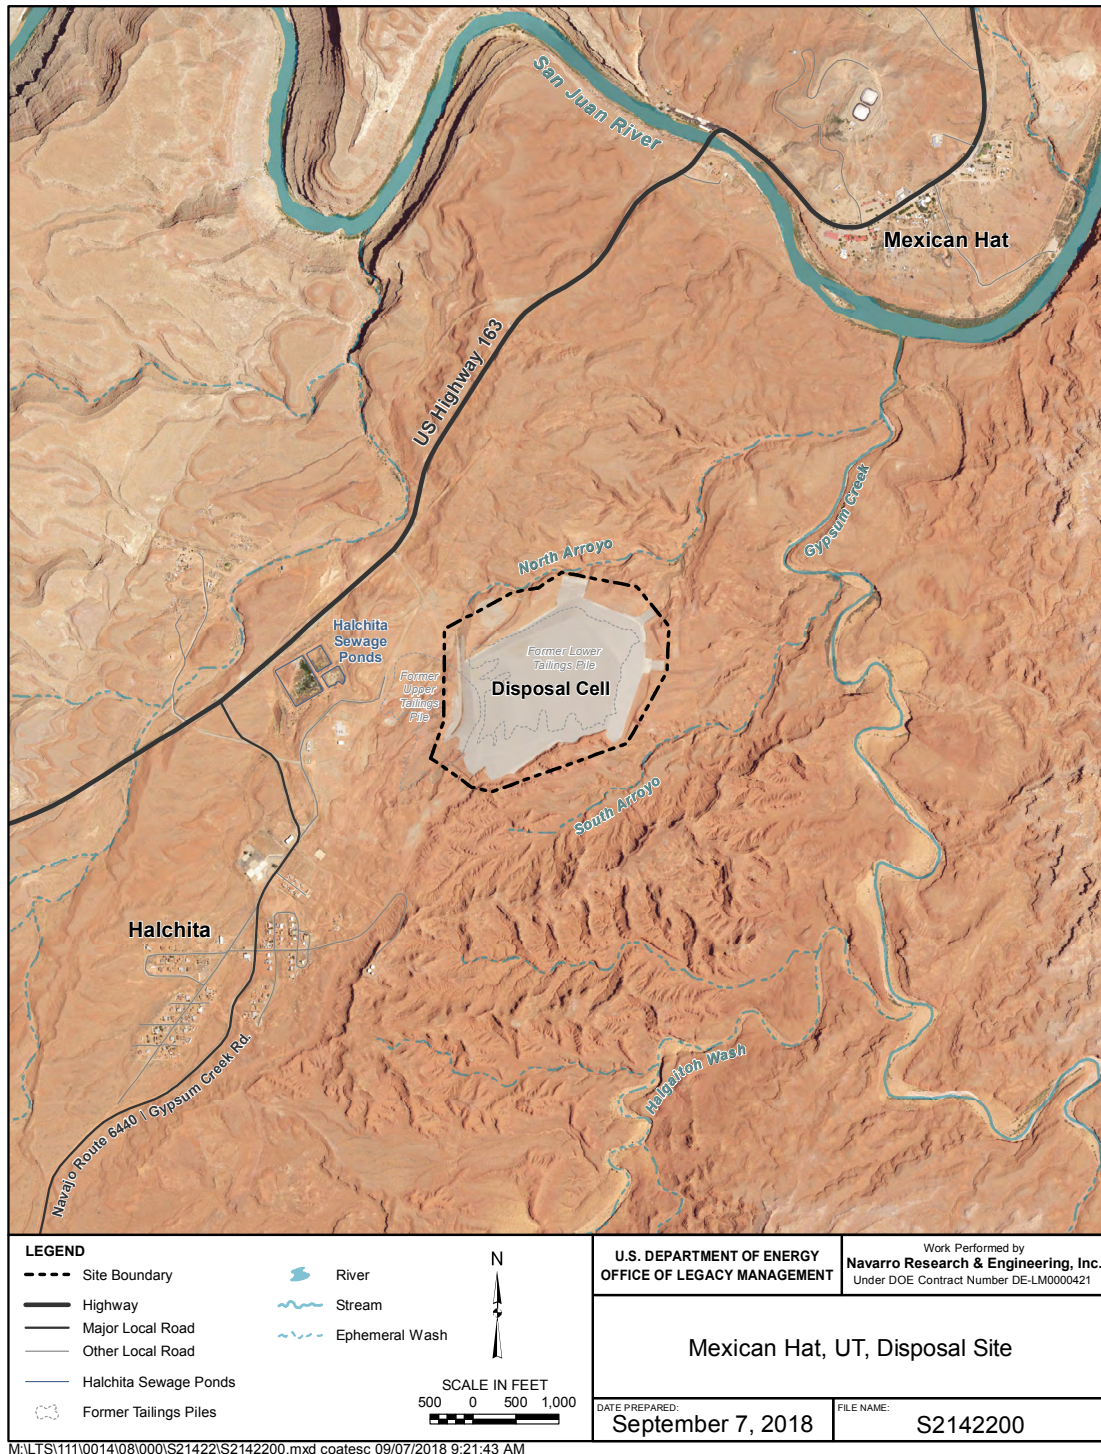 San Juan River
Mexican Hat
US Highway 163
Gypsum Creek
North Arroyo
Halchita
Sewage
Ponds
Former
Upper
Tailings
Pile
Former Lower
Tailings Pile
Disposal Cell
South Arroyo
Halchita
Halgaitoh Wash
Navajo Route 6440 \ Gypsum Creek Rd.
LEGEND
Site Boundary
Highway
Major Local Road
Other Local Road
Halchita Sewage Ponds
Former Tailings Piles
River
Stream
Ephemeral Wash
N
SCALE IN FEET
500 0 500 1,000
U.S. DEPARTMENT OF ENERGY
OFFICE OF LEGACY MANAGEMENT
Work Performed by
Navarro Research & Engineering, Inc.
Under DOE Contract Number DE-LM0000421
Mexican Hat, UT, Disposal Site
DATE PREPARED:
September 7, 2018
FILE NAME:
S2142200
M:\LTS\111\0014\08\000\S21422\S2142200.mxd coatesc 09/07/2018 9:21:43 AM